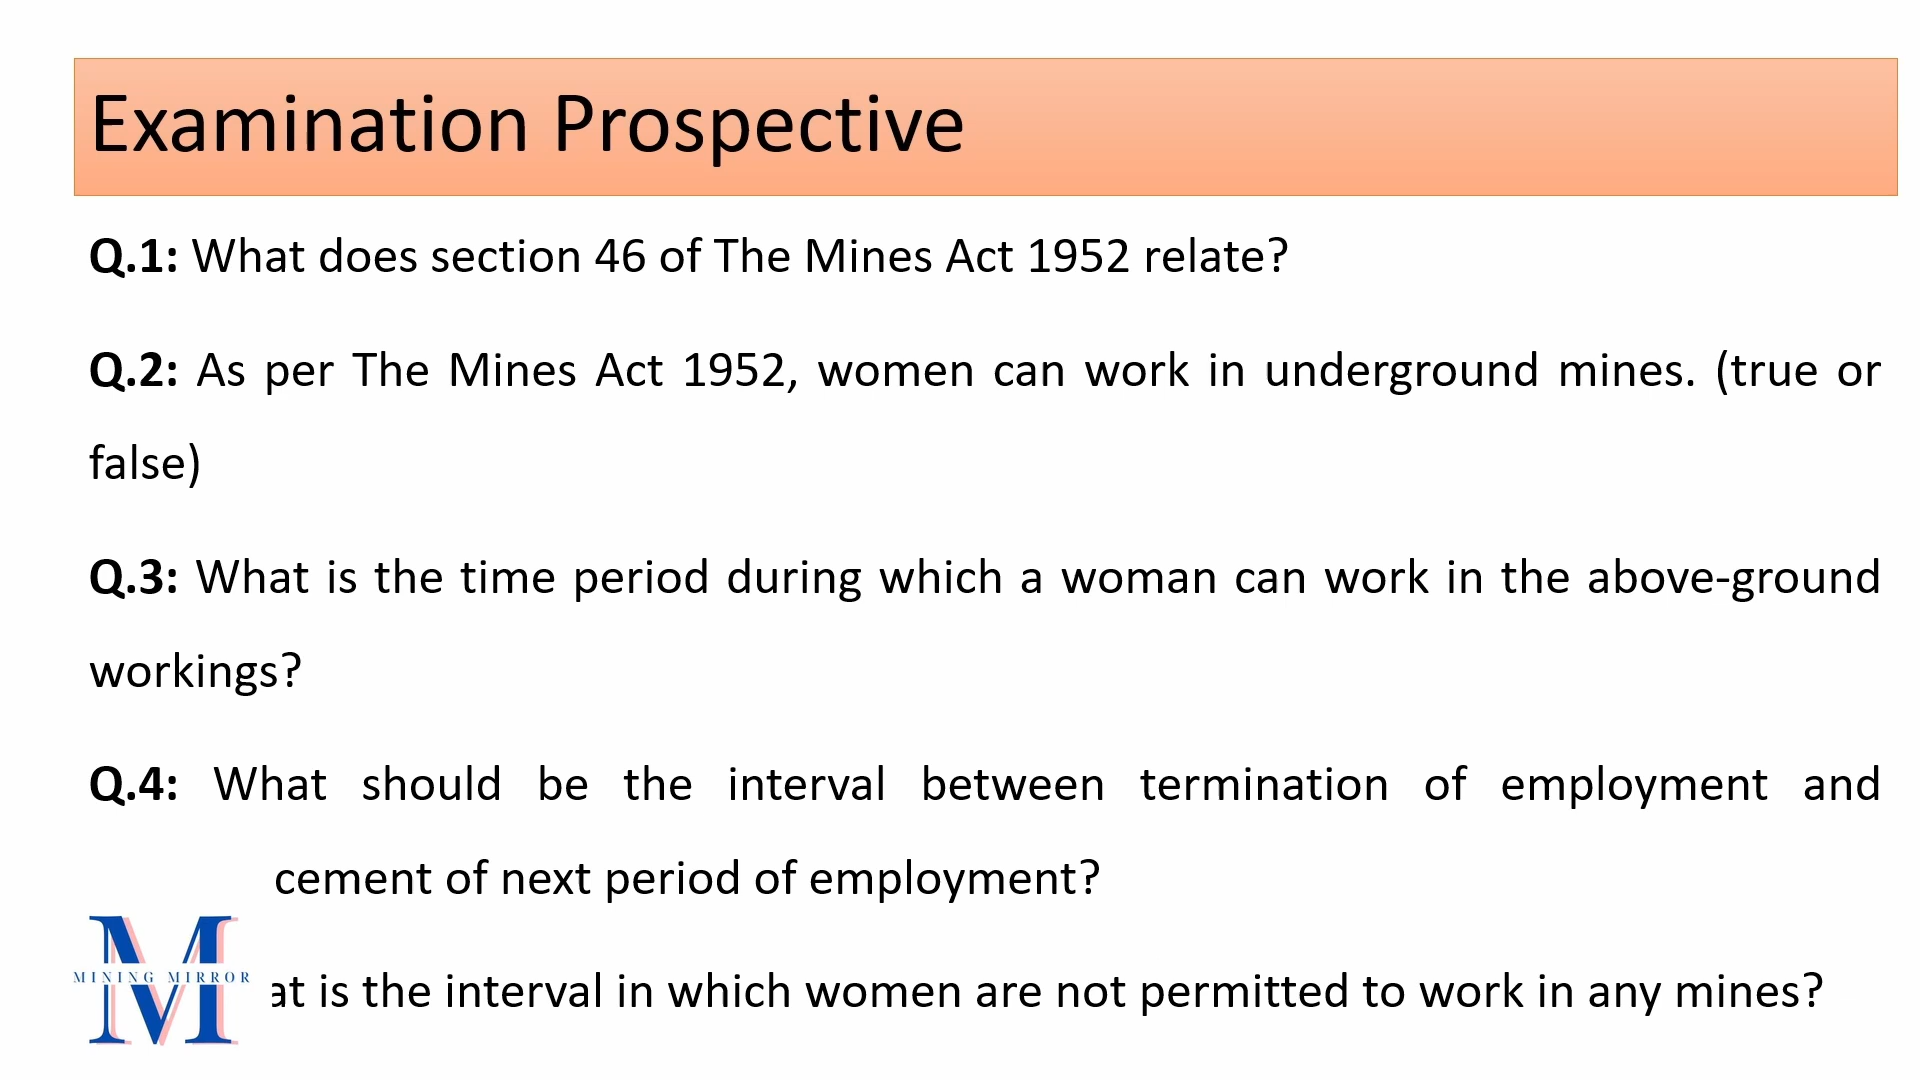 Examination Prospective
Q.1: What does section 46 of The Mines Act 1952 relate?
Q.2: As per The Mines Act 1952, women can work in underground mines. (true or
false)
Q.3: What is the time period during which a woman can work in the above-ground
workings?
Q.4: What should be the interval between termination of employment and
cement of next period of employment?
at is the interval in which women are not permitted to work in any mines?
M
MINING MIRROR